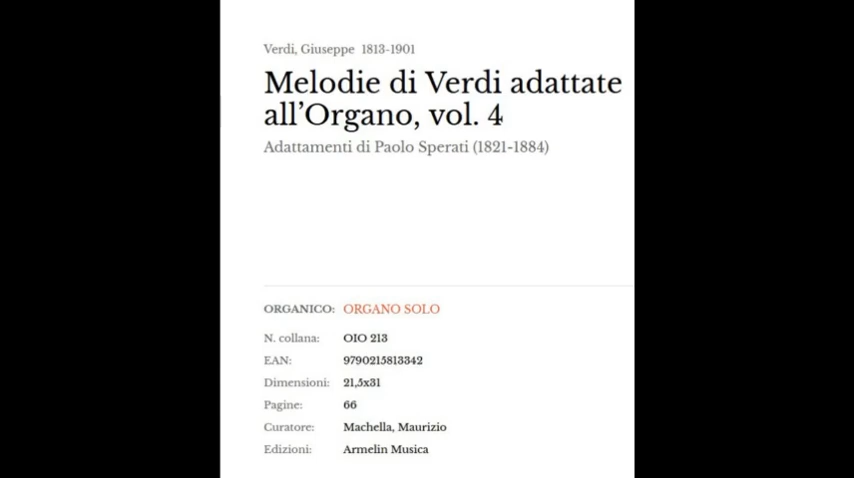 Verdi, Giuseppe 1813-1901
Melodie di Verdi adattate
all’Organo, vol. 4
Adattamenti di Paolo Sperati (1821-1884)
ORGANICO: ORGANO SOLO
N. collana: OIO 213
EAN: 9790215813342
Dimensioni: 21,5x31
Pagine: 66
Curatore: Machella, Maurizio
Edizioni: Armelin Musica